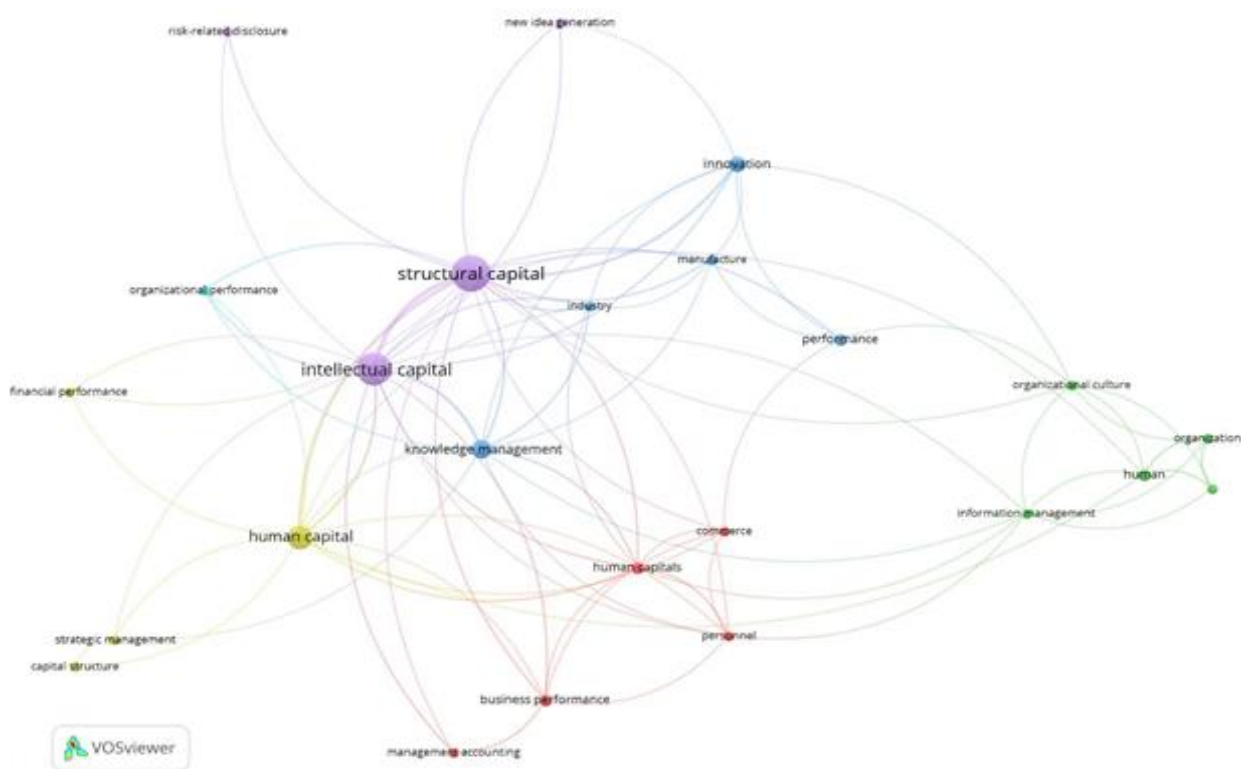 new idea generation
risk-related disclosure
innovation
manufacture
structural capital
organizational performance
industry
performance
intellectual capital
organizational culture
financial performance
organization
knowledge management
human
information management
commerce
human capital
human capitals
personnel
strategic management
capital structure
business performance
VOSviewer
management accounting